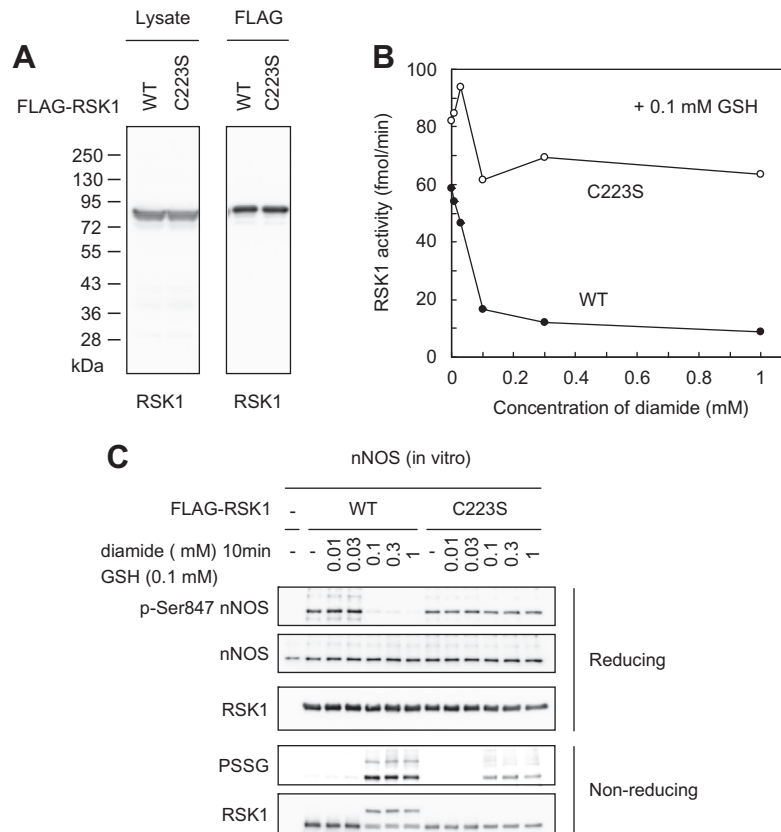 A
Lysate FLAG
FLAG-RSK1 WT C223S WT C223S
250
130
95
72
55
43
36
28
kDa
RSK1 RSK1
B
+ 0.1 mM GSH
C223S
WT
RSK1 activity (fmol/min)
100
80
60
40
20
0
0 0.2 0.4 0.6 0.8 1
Concentration of diamide (mM)
C
nNOS (in vitro)
FLAG-RSK1 - WT C223S
diamide ( mM) 10min - - 0.01 0.03 0.1 0.3 1 - 0.01 0.03 0.1 0.3 1
GSH (0.1 mM)
p-Ser847 nNOS
nNOS
RSK1
Reducing
PSSG
RSK1
Non-reducing